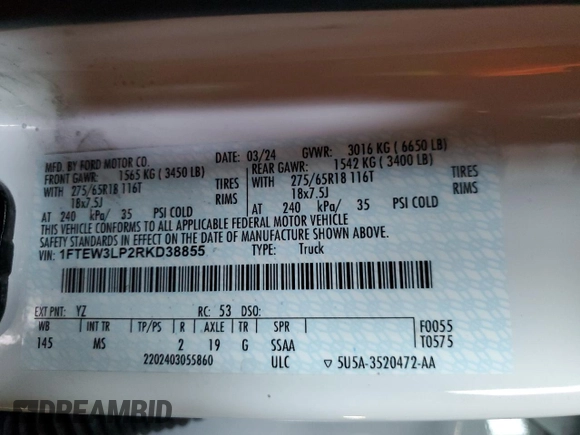 MFD. BY FORD MOTOR CO.
DATE: 03/24 GVWR: 3016 KG ( 6650 LB)
FRONT GAWR: 1565 KG ( 3450 LB) REAR GAWR: 1542 KG ( 3400 LB)
WITH 275/65R18 116T TIRES WITH 275/65R18 116T TIRES
18x7.5J RIMS 18x7.5J RIMS
AT 240 kPa/ 35 PSI COLD AT 240 kPa/ 35 PSI COLD
THIS VEHICLE CONFORMS TO ALL APPLICABLE FEDERAL MOTOR VEHICLE
SAFETY STANDARDS IN EFFECT ON THE DATE OF MANUFACTURE SHOWN ABOVE.
VIN: 1FTEW3LP2RKD38855 TYPE: Truck
EXT PNT: YZ RC: 53 DSO:
WB INT TR TP/PS R AXLE TR SPR F0055
145 MS 2 19 G SSAA T0575
2202403055860 ULC ▽ 5U5A-3520472-AA
DREAMBID